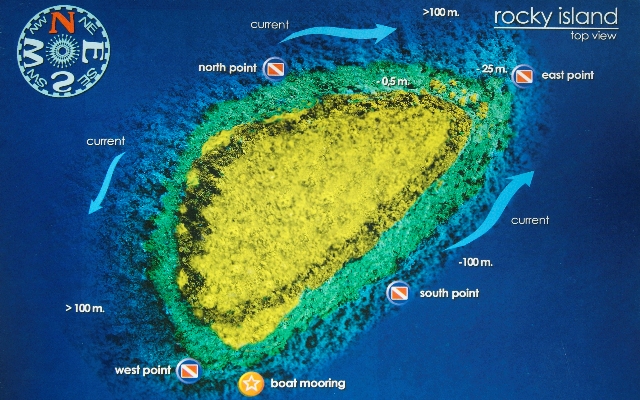 rocky island
top view
N
NE
E
SE
S
SW
W
NW
current
>100 m.
north point
- 0,5 m.
- 25 m.
east point
current
current
-100 m.
> 100 m.
south point
west point
boat mooring